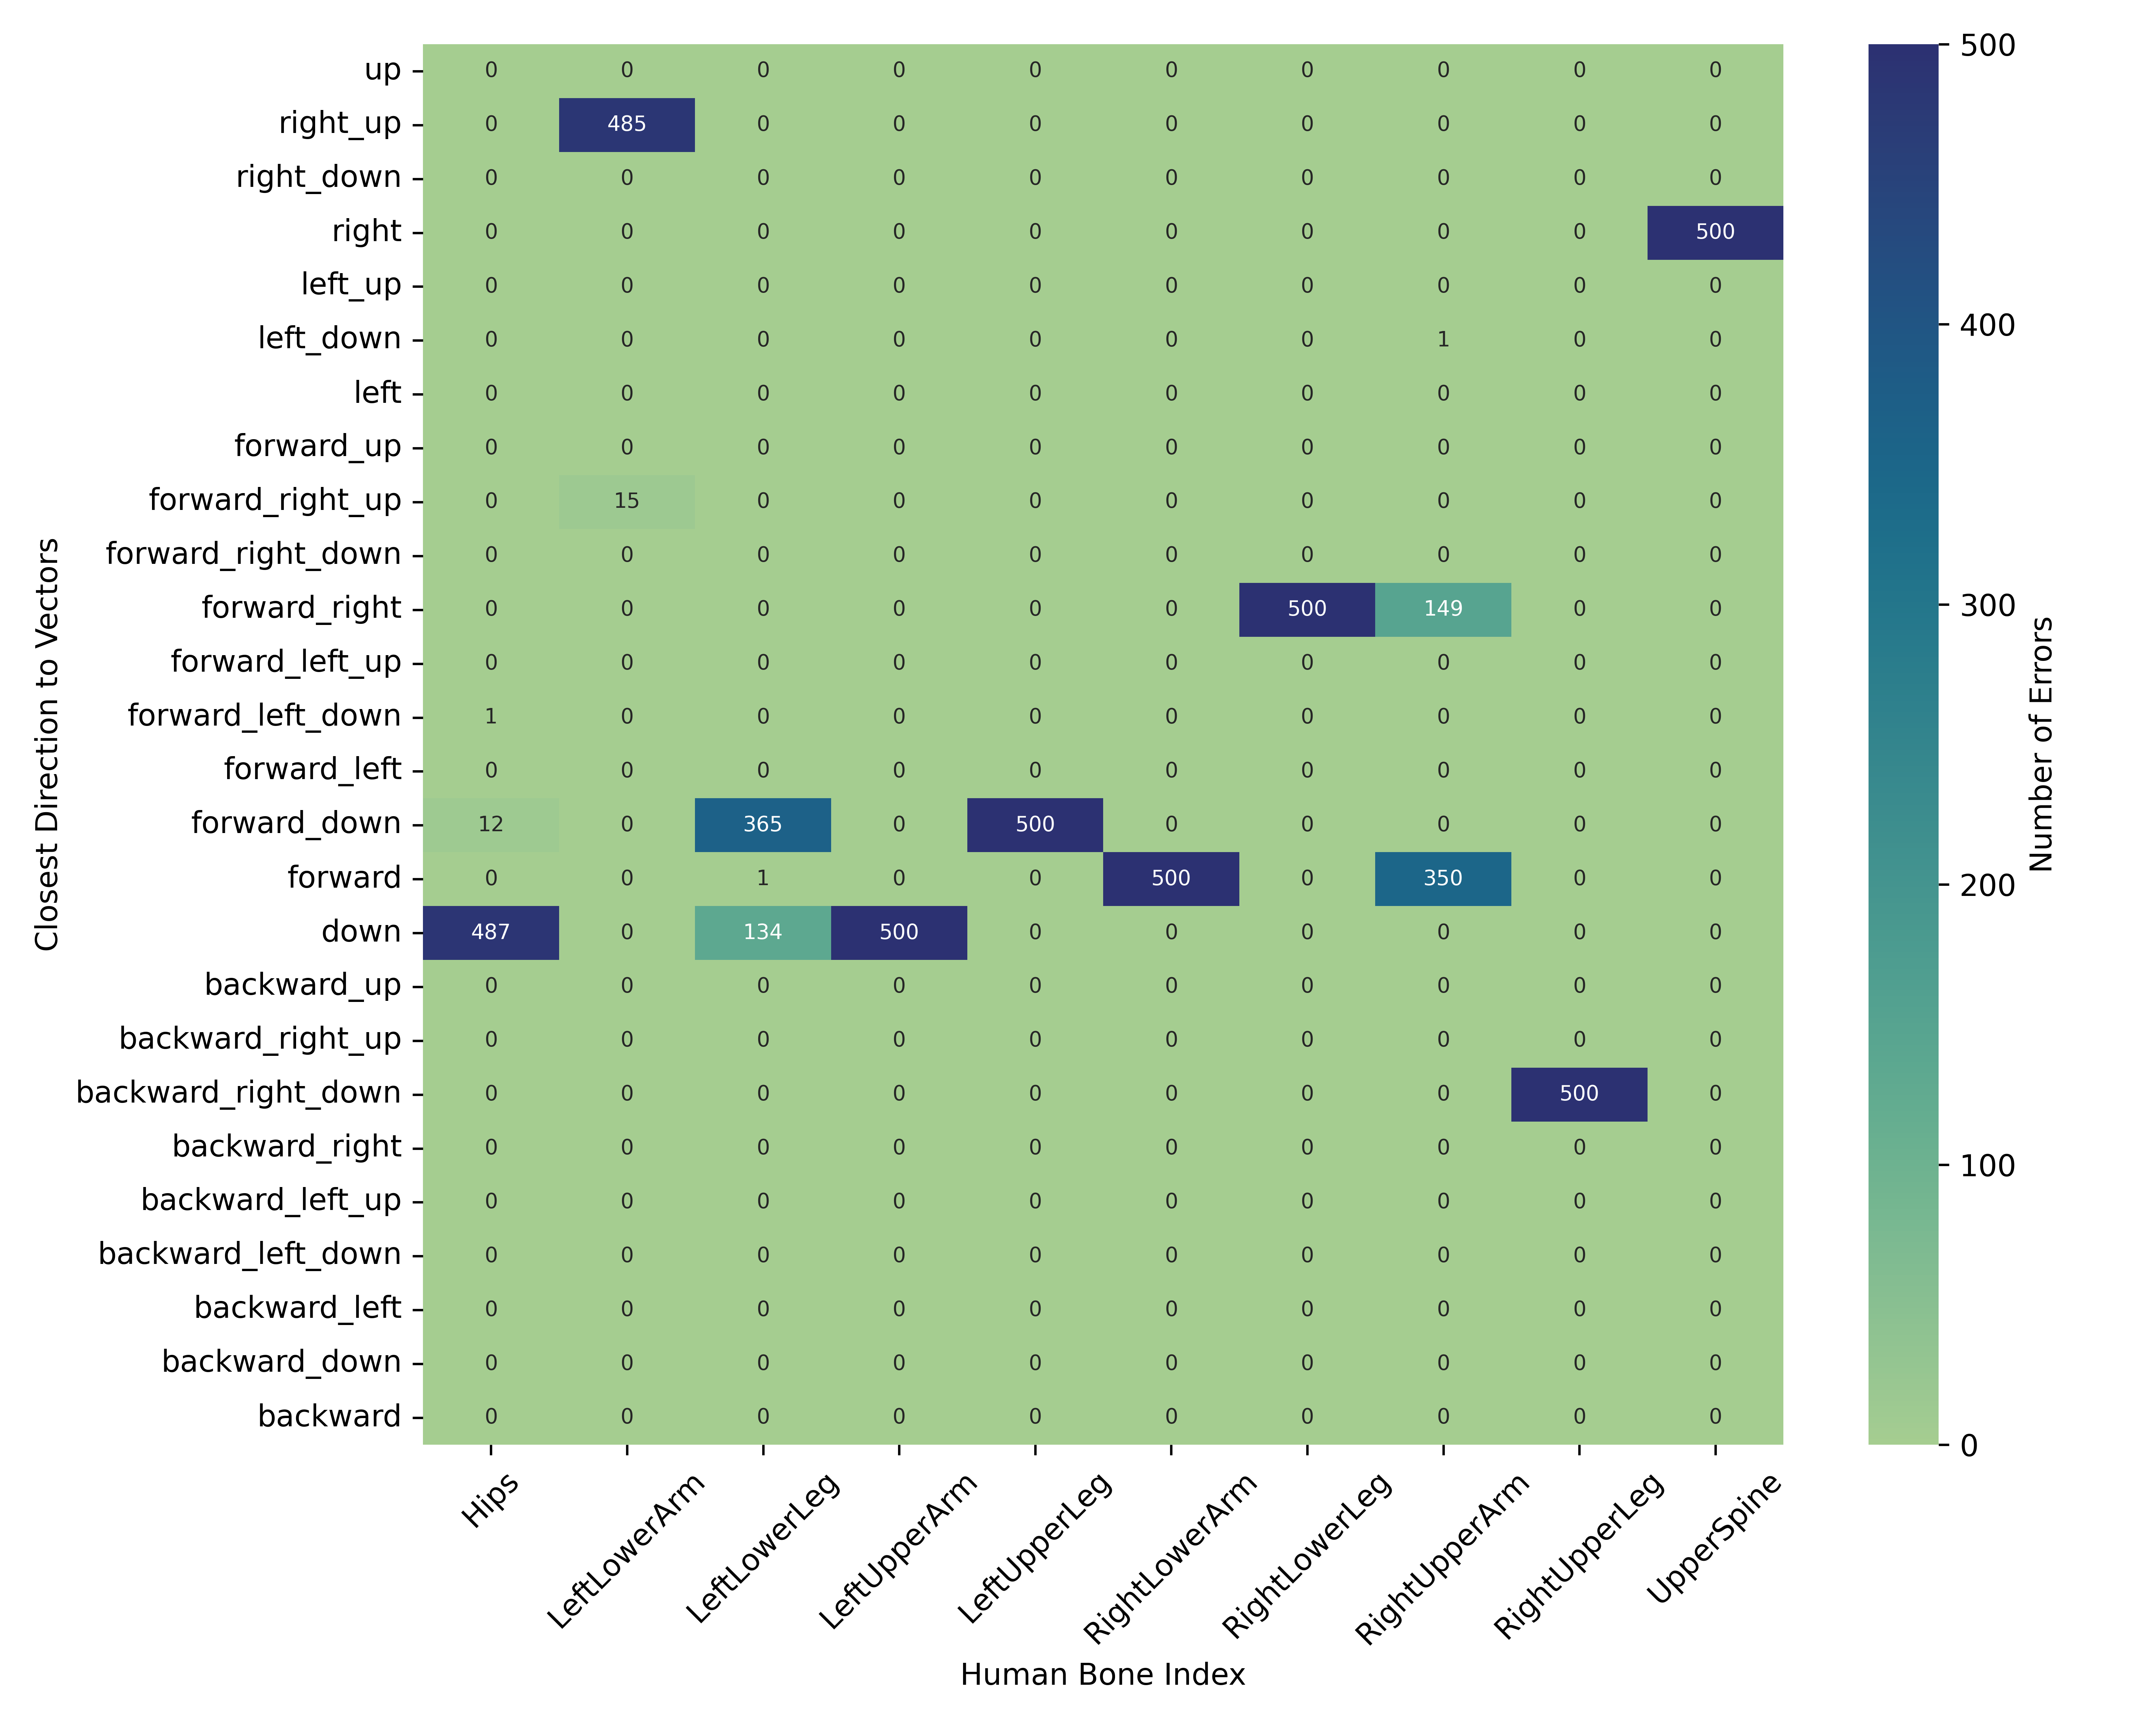 up 0 0 0 0 0 0 0 0 0 0 500
right_up 0 485 0 0 0 0 0 0 0 0
right_down 0 0 0 0 0 0 0 0 0 0
right 0 0 0 0 0 0 0 0 0 500
left_up 0 0 0 0 0 0 0 0 0 0
left_down 0 0 0 0 0 0 0 1 0 0 400
left 0 0 0 0 0 0 0 0 0 0
forward_up 0 0 0 0 0 0 0 0 0 0
forward_right_up 0 15 0 0 0 0 0 0 0 0
forward_right_down 0 0 0 0 0 0 0 0 0 0
forward_right 0 0 0 0 0 0 500 149 0 0 300
forward_left_up 0 0 0 0 0 0 0 0 0 0
forward_left_down 1 0 0 0 0 0 0 0 0 0
forward_left 0 0 0 0 0 0 0 0 0 0
forward_down 12 0 365 0 500 0 0 0 0 0
forward 0 0 1 0 0 500 0 350 0 0 200
down 487 0 134 500 0 0 0 0 0 0
backward_up 0 0 0 0 0 0 0 0 0 0
backward_right_up 0 0 0 0 0 0 0 0 0 0
backward_right_down 0 0 0 0 0 0 0 0 500 0
backward_right 0 0 0 0 0 0 0 0 0 0 100
backward_left_up 0 0 0 0 0 0 0 0 0 0
backward_left_down 0 0 0 0 0 0 0 0 0 0
backward_left 0 0 0 0 0 0 0 0 0 0
backward_down 0 0 0 0 0 0 0 0 0 0
backward 0 0 0 0 0 0 0 0 0 0 0
Closest Direction to Vectors
Number of Errors
Hips LeftLowerArm LeftLowerLeg LeftUpperArm LeftUpperLeg RightLowerArm RightLowerLeg RightUpperArm RightUpperLeg UpperSpine
Human Bone Index